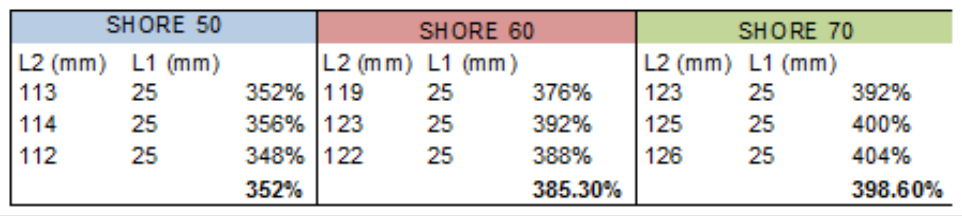 SHORE 50 SHORE 60 SHORE 70
L2 (mm) L1 (mm) L2 (mm) L1 (mm) L2 (mm) L1 (mm)
113 25 352% 119 25 376% 123 25 392%
114 25 356% 123 25 392% 125 25 400%
112 25 348% 122 25 388% 126 25 404%
352% 385.30% 398.60%